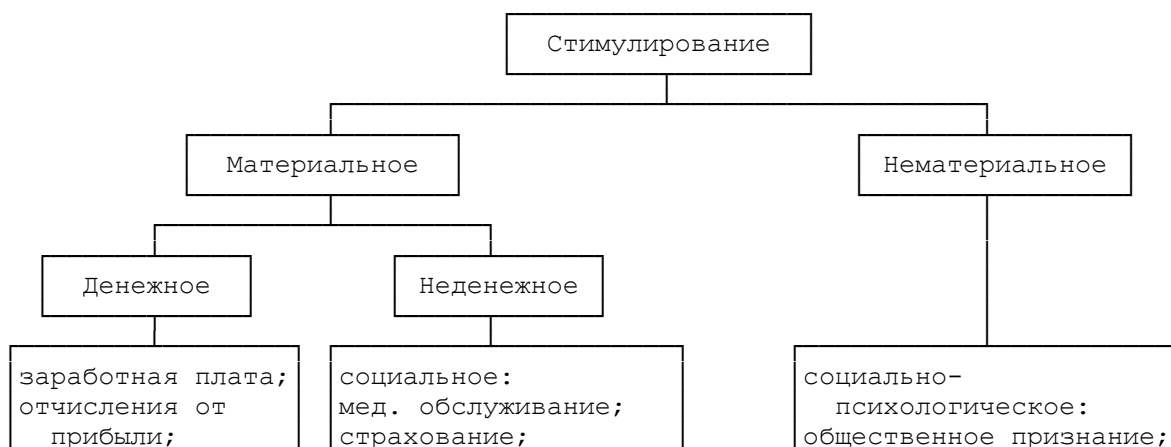 Стимулирование
Материальное
Нематериальное
Денежное
Неденежное
заработная плата;
отчисления от
прибыли;
социальное:
мед. обслуживание;
страхование;
социально-
психологическое:
общественное признание;